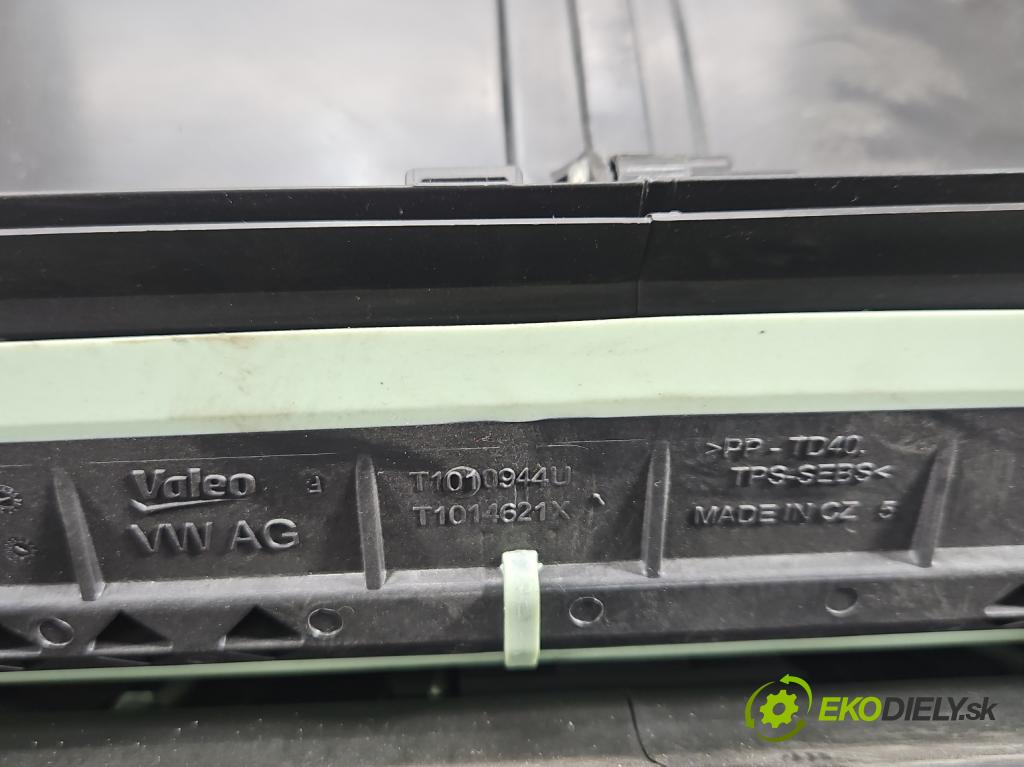 Valeo
VW AG
F
T1010944U
T1014621X
>PP-TD40,
TPS-SEBS<
MADE IN CZ 5
EKODIELY.sk